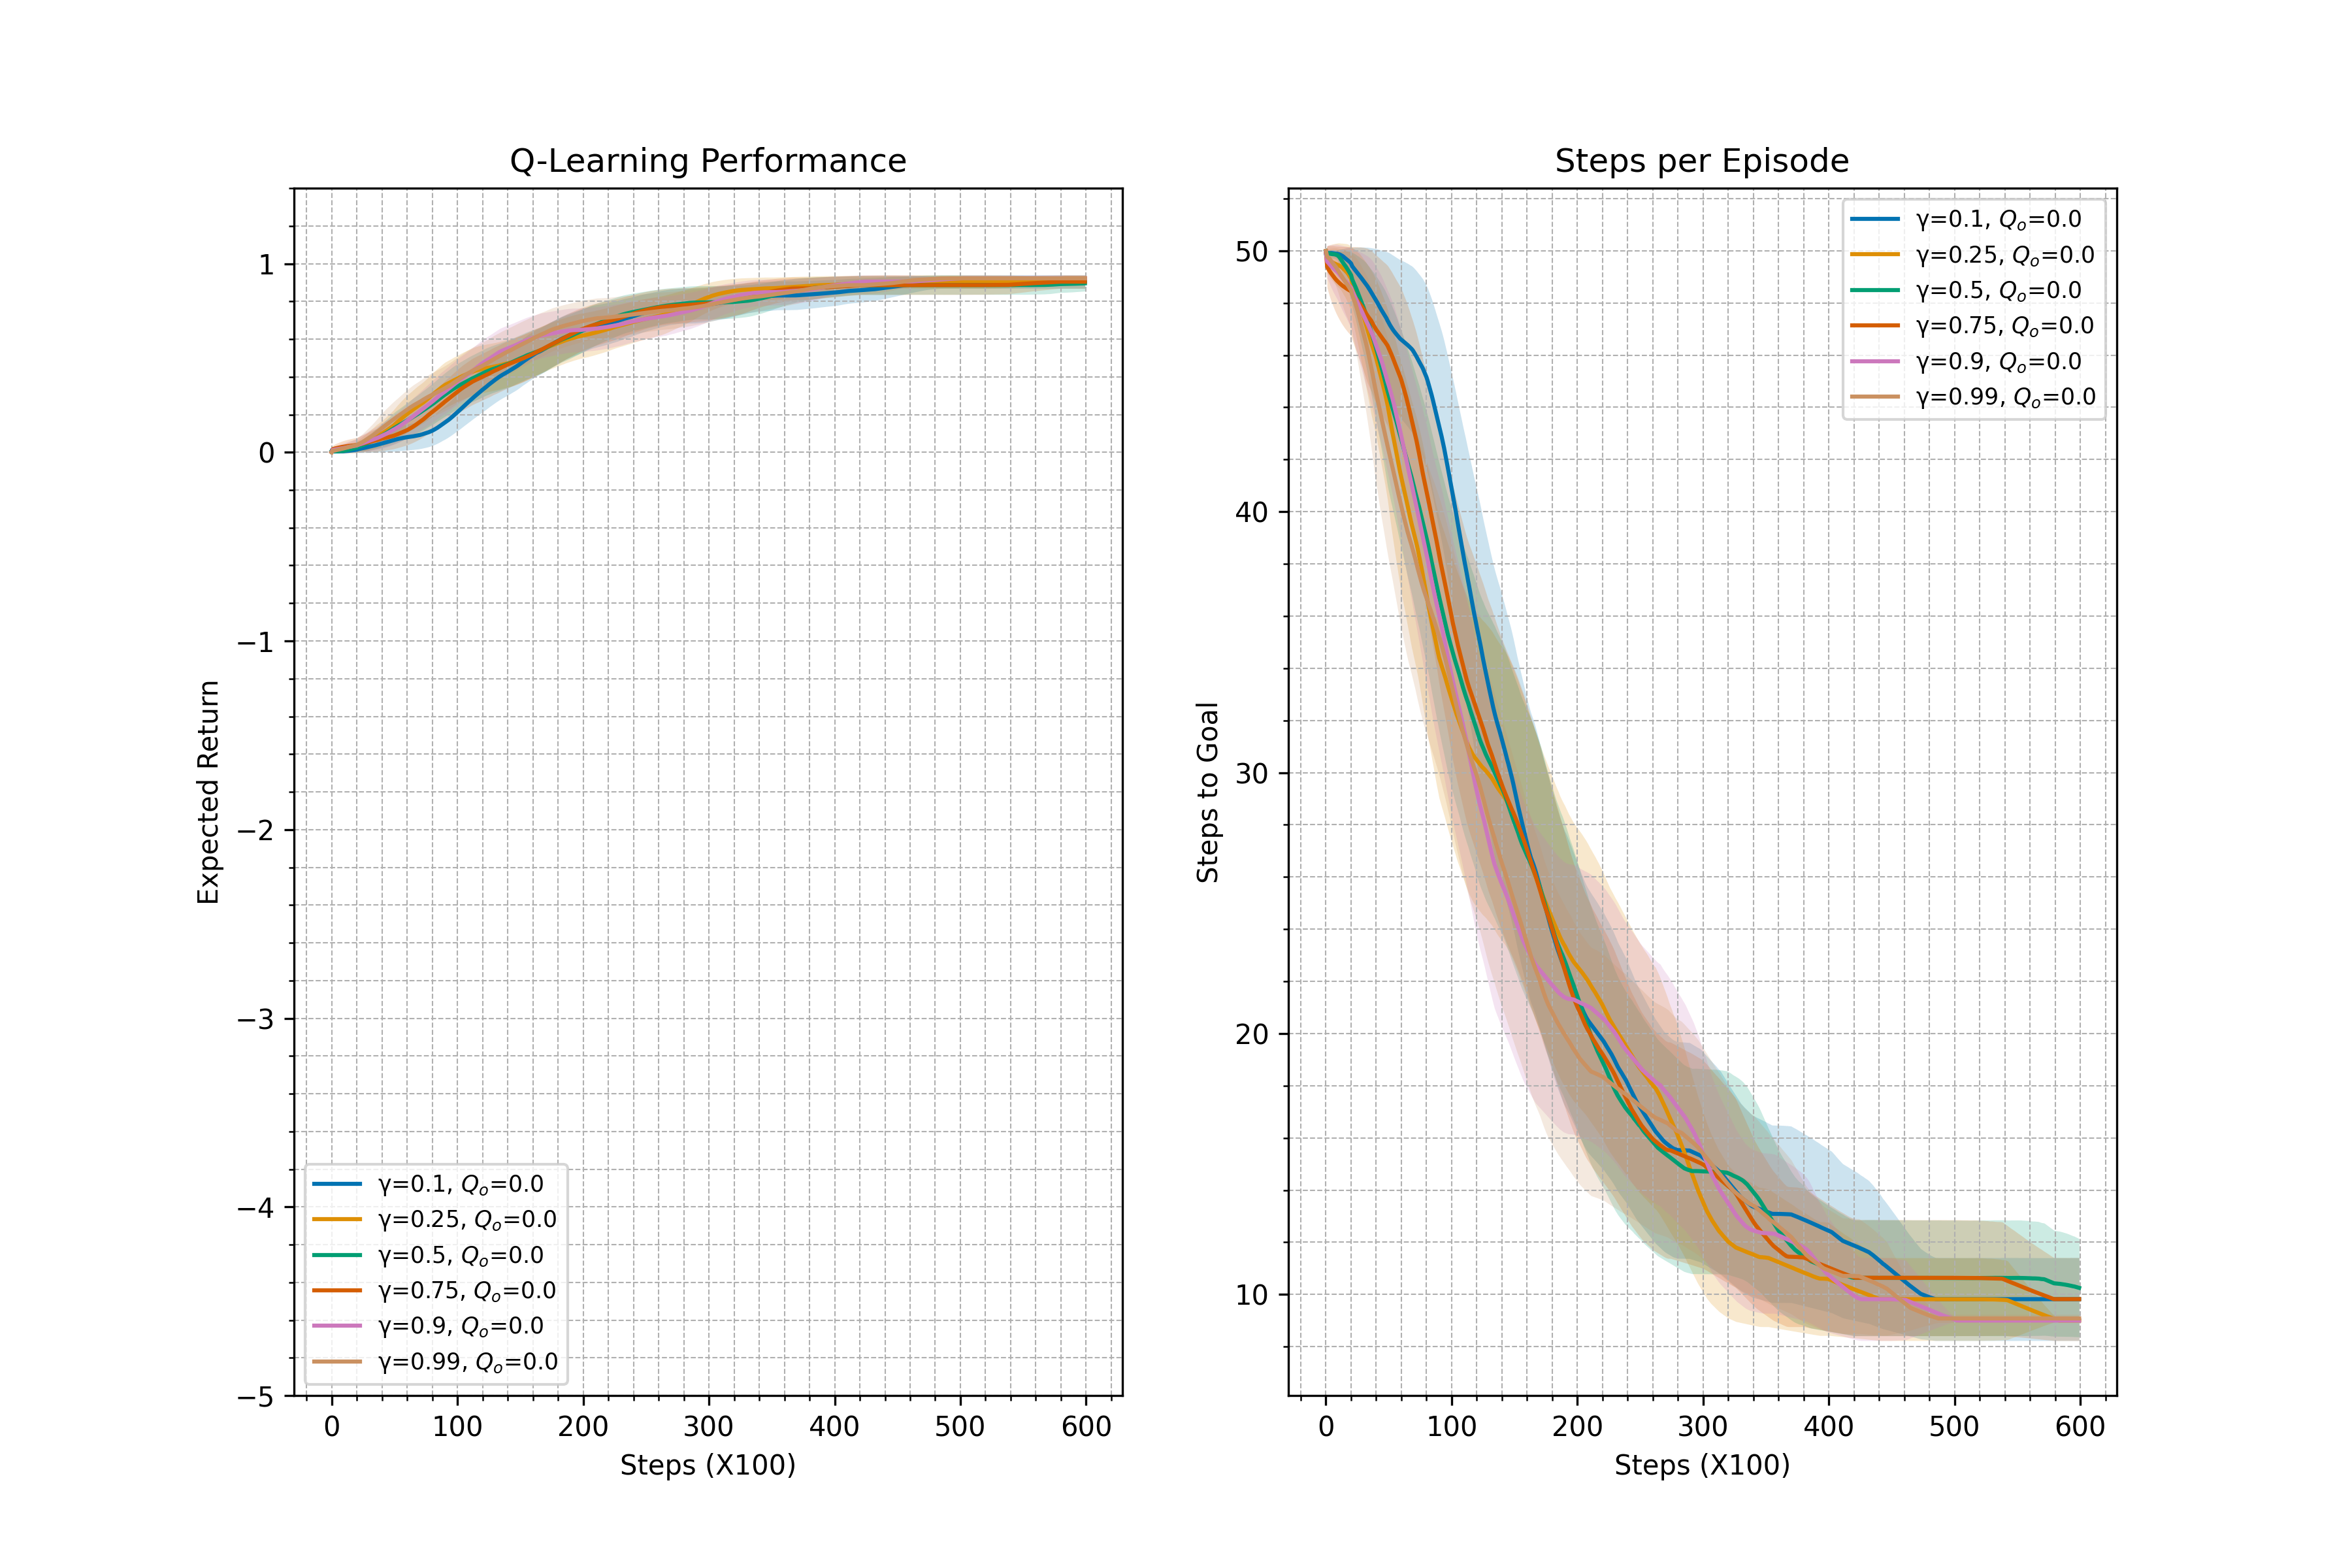 Q-Learning Performance
1
0
−1
−2
−3
−4
−5
Expected Return
γ=0.1, Qₒ=0.0
γ=0.25, Qₒ=0.0
γ=0.5, Qₒ=0.0
γ=0.75, Qₒ=0.0
γ=0.9, Qₒ=0.0
γ=0.99, Qₒ=0.0
0 100 200 300 400 500 600
Steps (X100)
Steps per Episode
50
40
30
20
10
Steps to Goal
γ=0.1, Qₒ=0.0
γ=0.25, Qₒ=0.0
γ=0.5, Qₒ=0.0
γ=0.75, Qₒ=0.0
γ=0.9, Qₒ=0.0
γ=0.99, Qₒ=0.0
0 100 200 300 400 500 600
Steps (X100)